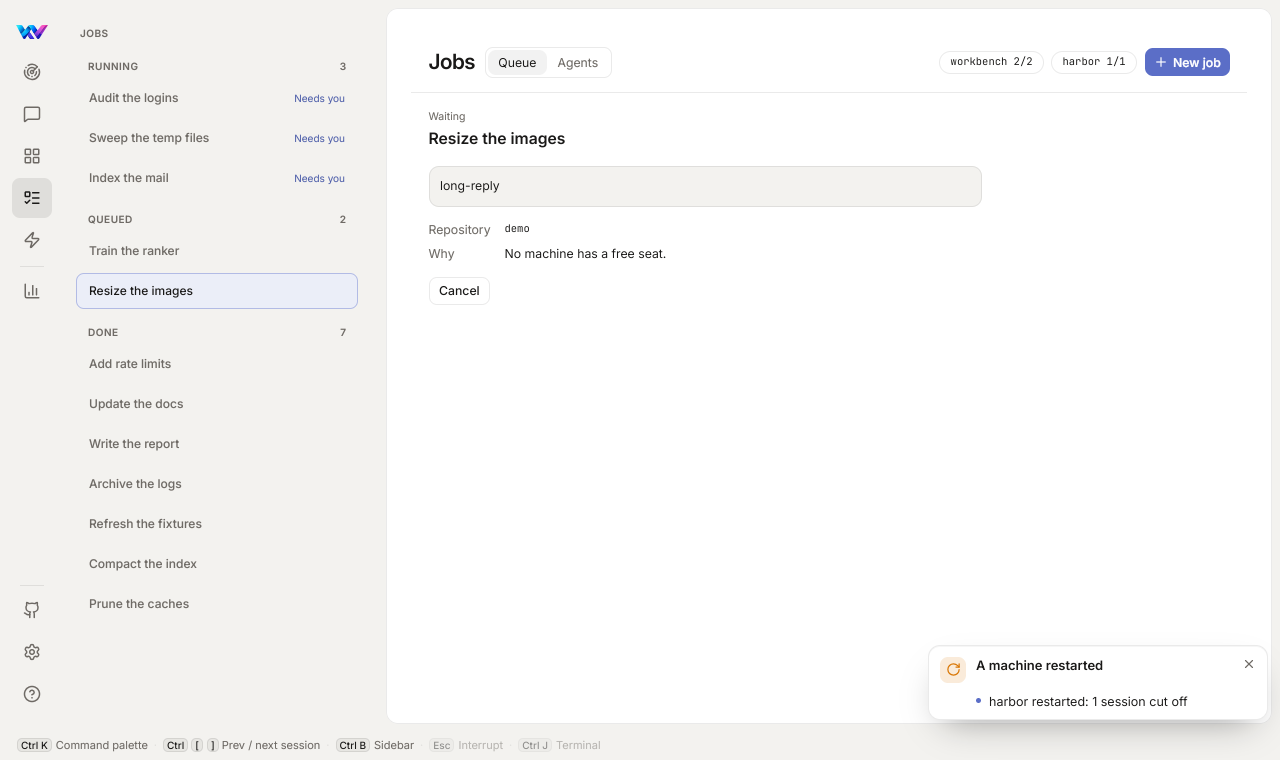 JOBS
RUNNING 3
Audit the logins Needs you
Sweep the temp files Needs you
Index the mail Needs you
QUEUED 2
Train the ranker
Resize the images
DONE 7
Add rate limits
Update the docs
Write the report
Archive the logs
Refresh the fixtures
Compact the index
Prune the caches
Jobs Queue Agents workbench 2/2 harbor 1/1 New job
Waiting
Resize the images
long-reply
Repository demo
Why No machine has a free seat.
Cancel
A machine restarted
harbor restarted: 1 session cut off
Ctrl K Command palette · Ctrl [ ] Prev / next session · Ctrl B Sidebar · Esc Interrupt · Ctrl J Terminal